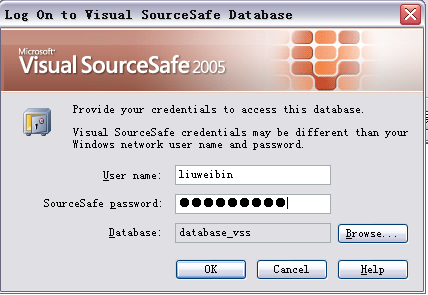 Log On to Visual SourceSafe Database
Microsoft®
Visual SourceSafe 2005
Provide your credentials to access this database.
Visual SourceSafe credentials may be different than your
Windows network user name and password.
User name: liuweibin
SourceSafe password: ●●●●●●●●●
Database: database_vss Browse...
OK Cancel Help